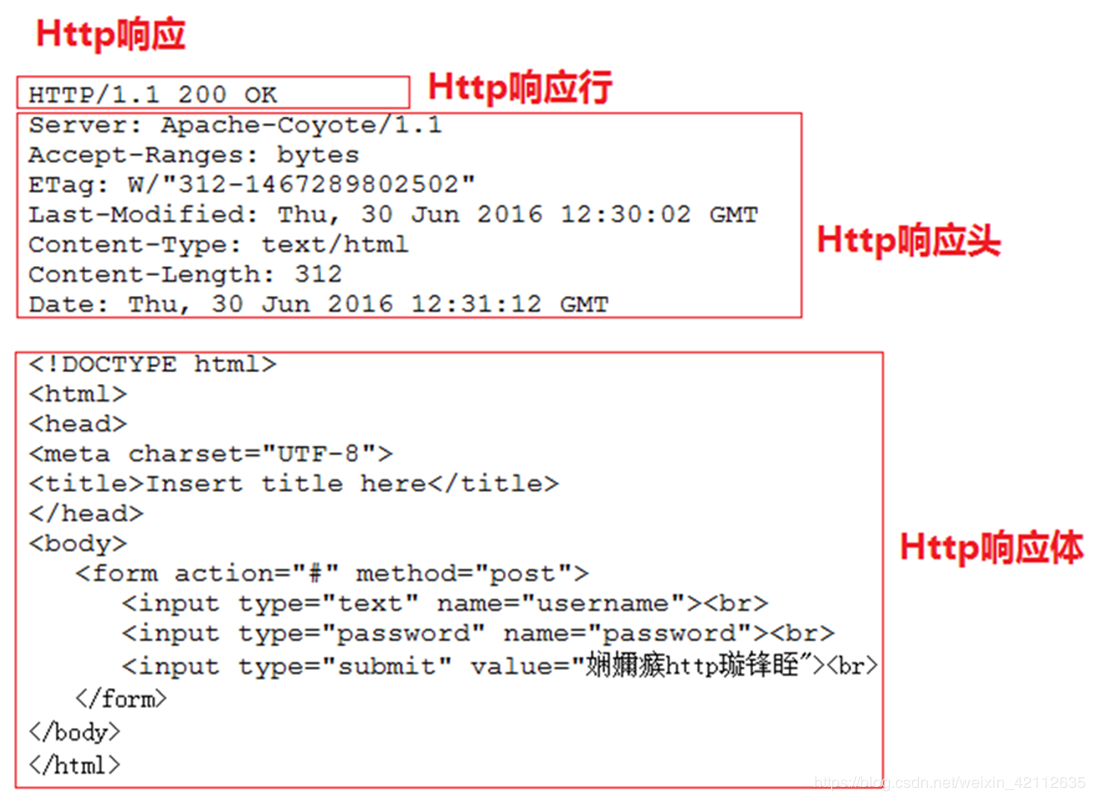 Http响应
HTTP/1.1 200 OK
Http响应行
Server: Apache-Coyote/1.1
Accept-Ranges: bytes
ETag: W/"312-1467289802502"
Last-Modified: Thu, 30 Jun 2016 12:30:02 GMT
Content-Type: text/html
Content-Length: 312
Date: Thu, 30 Jun 2016 12:31:12 GMT
Http响应头
<!DOCTYPE html>
<html>
<head>
<meta charset="UTF-8">
<title>Insert title here</title>
</head>
<body>
<form action="#" method="post">
<input type="text" name="username"><br>
<input type="password" name="password"><br>
<input type="submit" value="娴嬭瘯http璇锋眰"><br>
</form>
</body>
</html>
Http响应体
https://blog.csdn.net/weixin_42112635